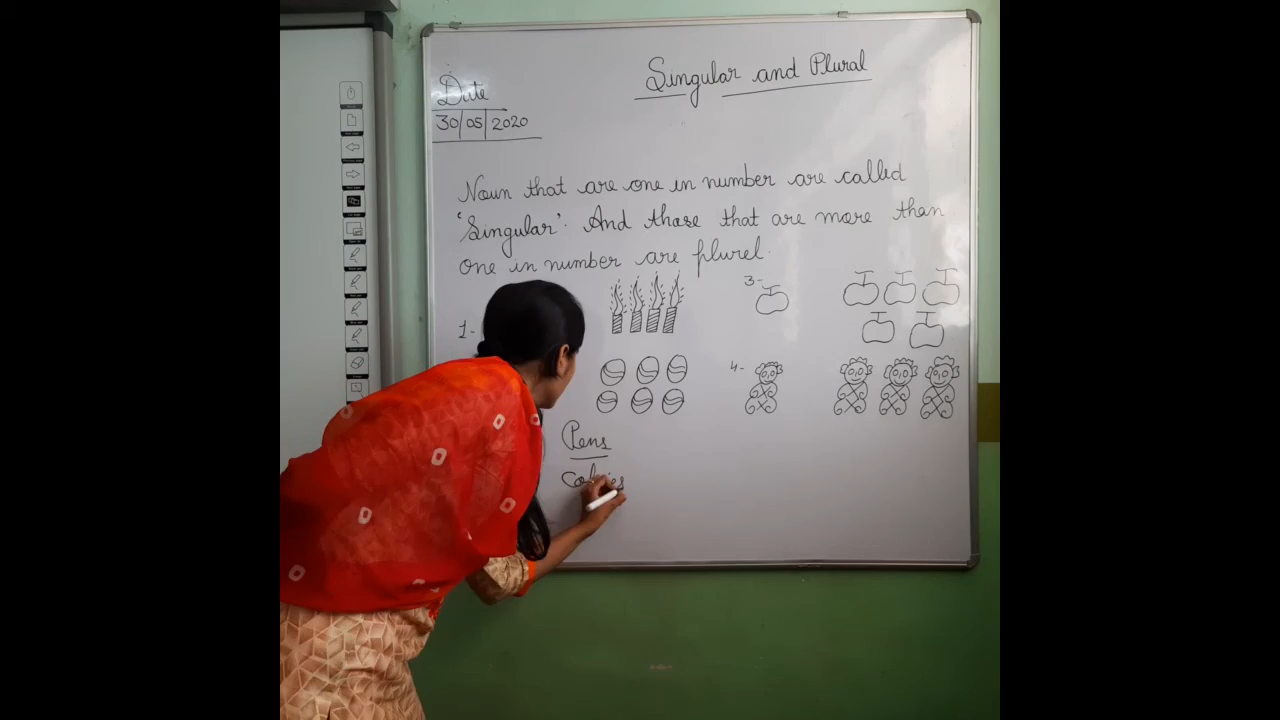 Singular and Plural
Date
30/05/2020
Noun that are one in number are called
'Singular'. And those that are more than
one in number are plurel.
1-
3-
4-
Pens